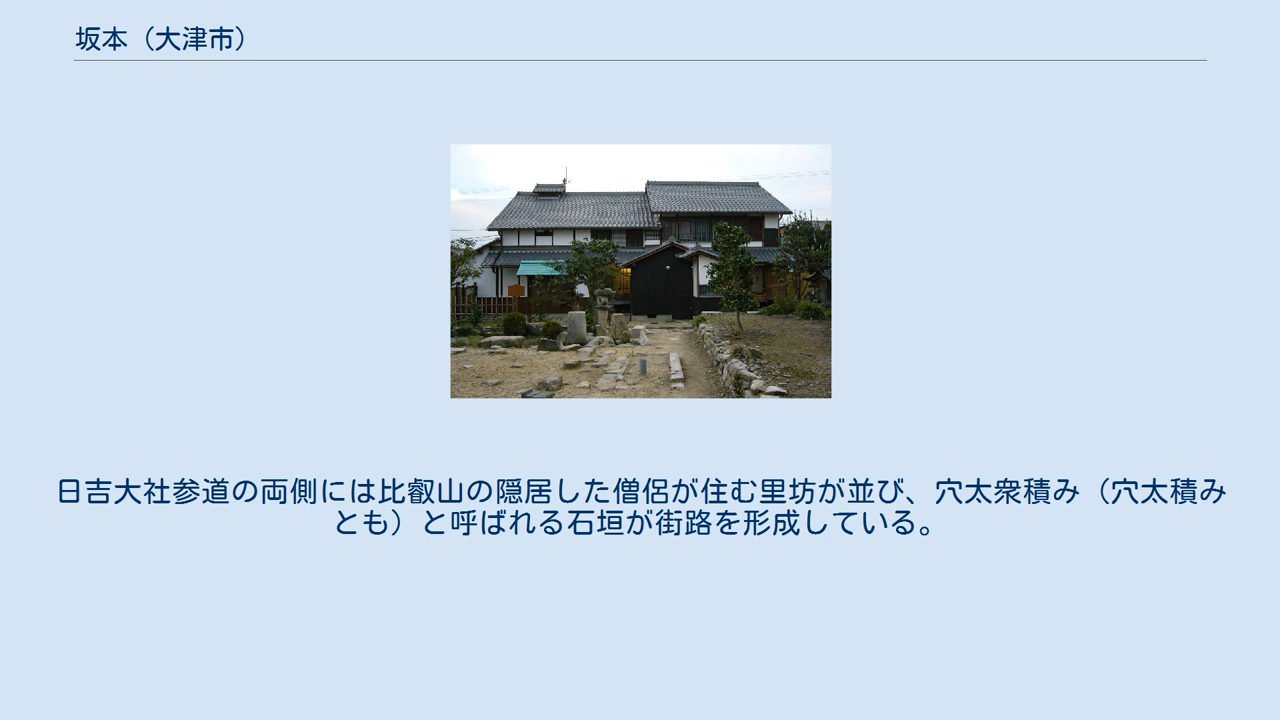 坂本（大津市）
日吉大社参道の両側には比叡山の隠居した僧侶が住む里坊が並び、穴太衆積み（穴太積み
とも）と呼ばれる石垣が街路を形成している。